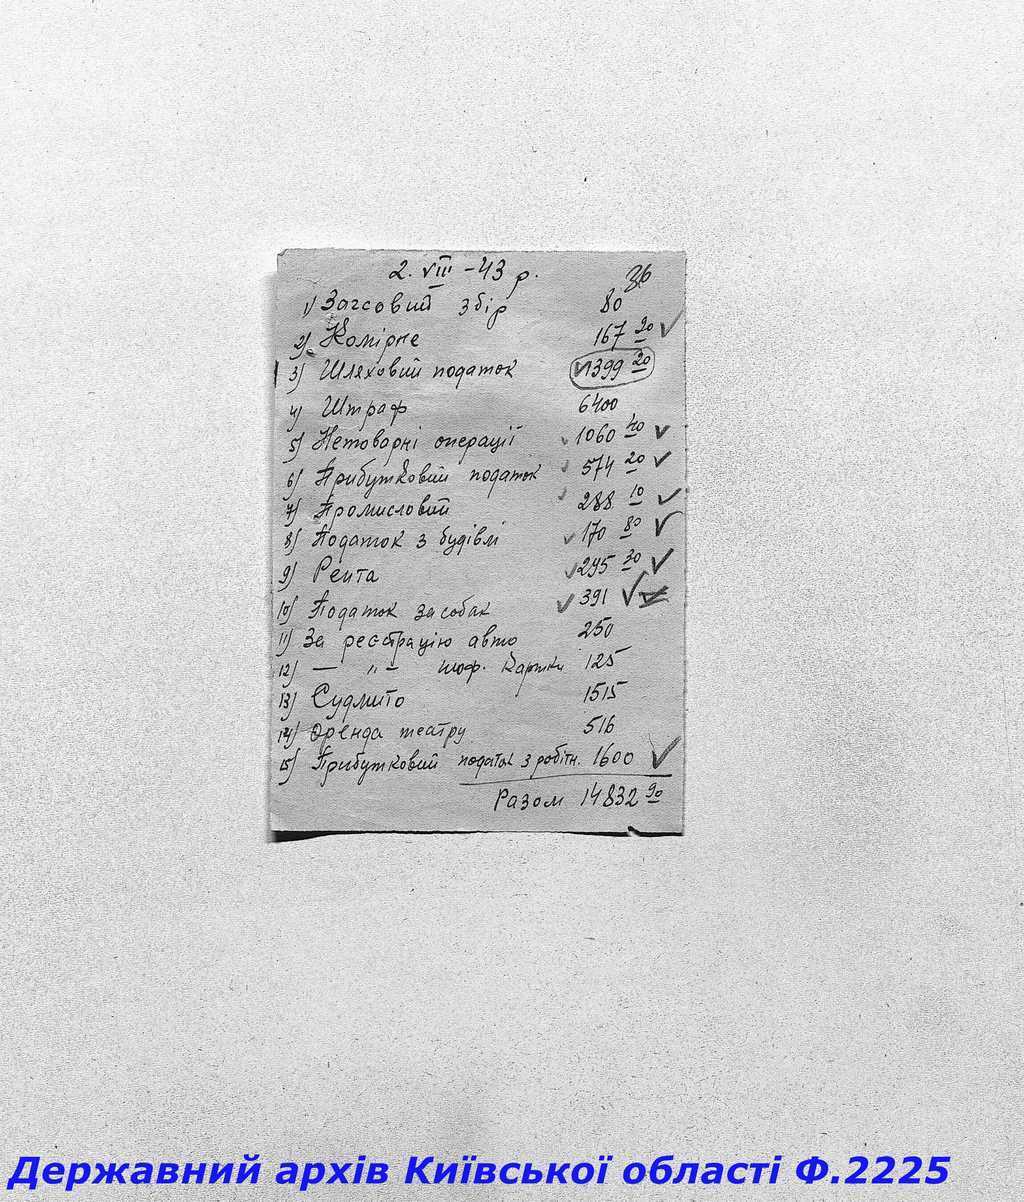 2. VIII - 43 р.
36
1) Загсовий збір 80
2) Комірне 167 20
3) Шляховий податок 1399 20
4) Штраф 6400
5) Нетоварні операції 1060 40
6) Прибутковий податок 574 20
7) Промисловий 288 10
8) Податок з будівлі 170 80
9) Рента 295 30
10) Податок за собак 391
11) За реєстрацію авто 250
12) — „ — шоф. картки 125
13) Судмито 1515
14) Оренда театру 516
15) Прибутковий податок з робітн. 1600
Разом 14832 90
Державний архів Київської області Ф.2225